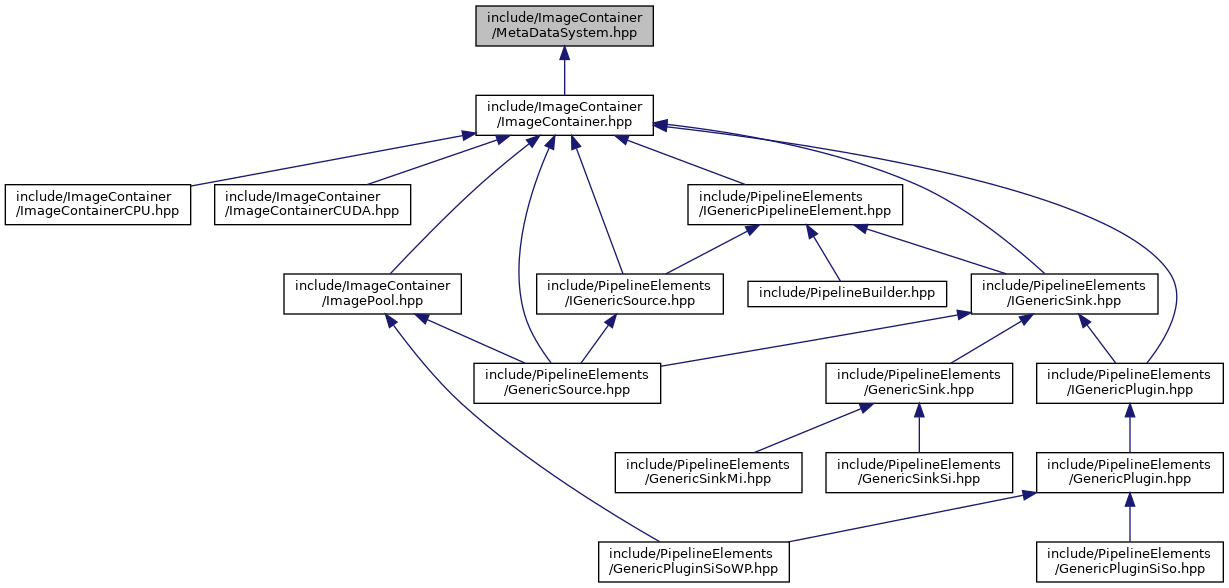 include/ImageContainer
/MetaDataSystem.hpp
include/ImageContainer
/ImageContainer.hpp
include/ImageContainer
/ImageContainerCPU.hpp
include/ImageContainer
/ImageContainerCUDA.hpp
include/PipelineElements
/IGenericPipelineElement.hpp
include/ImageContainer
/ImagePool.hpp
include/PipelineElements
/IGenericSource.hpp
include/PipelineBuilder.hpp
include/PipelineElements
/IGenericSink.hpp
include/PipelineElements
/GenericSource.hpp
include/PipelineElements
/GenericSink.hpp
include/PipelineElements
/IGenericPlugin.hpp
include/PipelineElements
/GenericSinkMi.hpp
include/PipelineElements
/GenericSinkSi.hpp
include/PipelineElements
/GenericPlugin.hpp
include/PipelineElements
/GenericPluginSiSoWP.hpp
include/PipelineElements
/GenericPluginSiSo.hpp